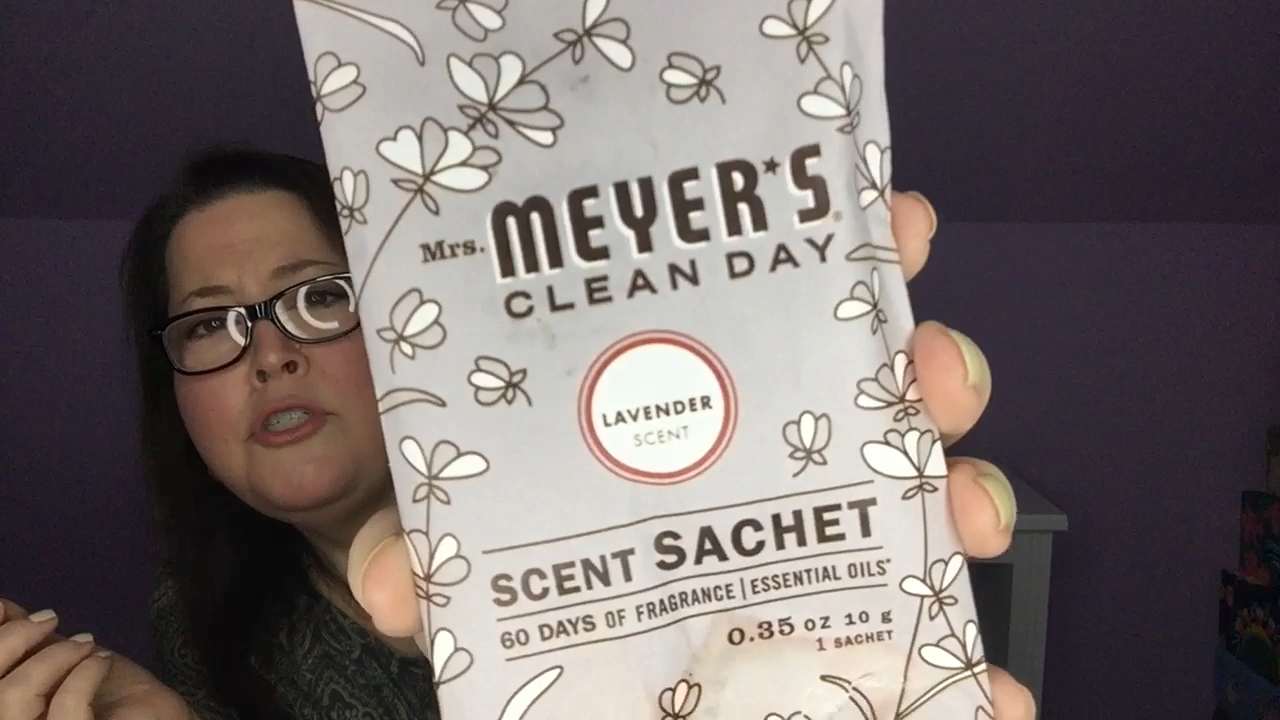 Mrs. MEYER'S®
CLEAN DAY
LAVENDER
SCENT
SCENT SACHET
60 DAYS OF FRAGRANCE | ESSENTIAL OILS*
0.35 OZ 10 g
1 SACHET